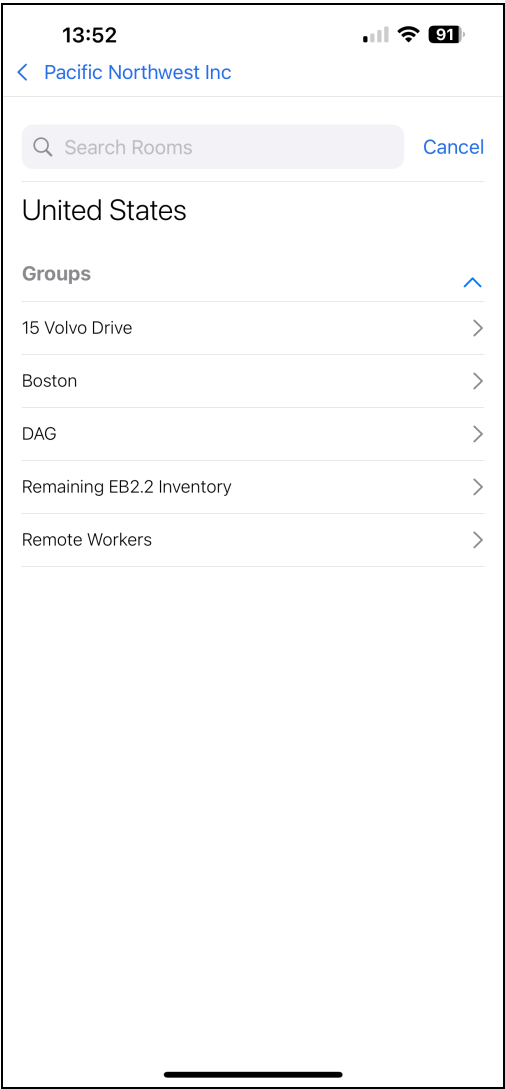 13:52
91
Pacific Northwest Inc
Search Rooms
Cancel
United States
Groups
15 Volvo Drive
Boston
DAG
Remaining EB2.2 Inventory
Remote Workers